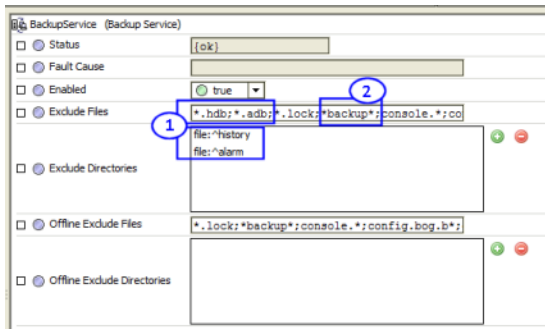 BackupService (Backup Service)
Status {ok}
Fault Cause
Enabled true
2
Exclude Files *.hdb;*.adb;*.lock;*backup*;console.*;co
1
file:^history
file:^alarm
Exclude Directories
Offline Exclude Files *.lock;*backup*;console.*;config.bog.b*;
Offline Exclude Directories